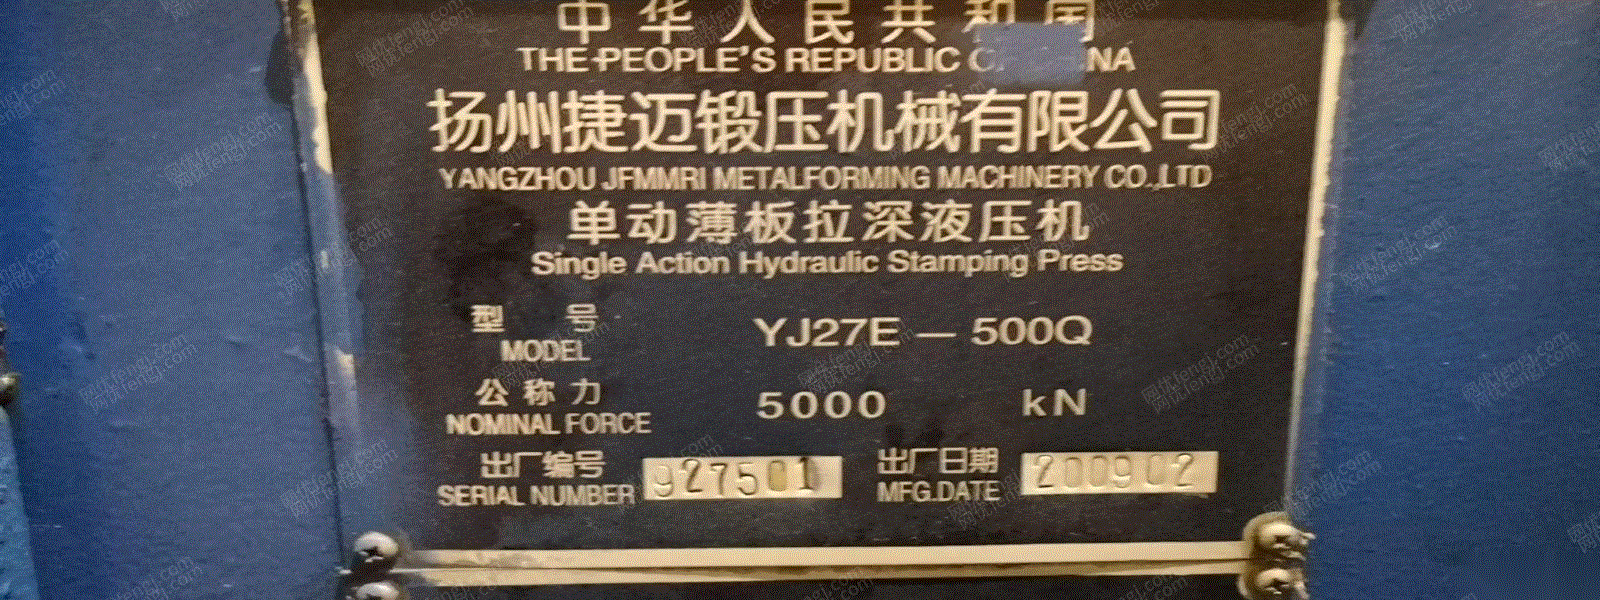 中华人民共和国
THE PEOPLE'S REPUBLIC CHINA
扬州捷迈锻压机械有限公司
YANGZHOU JFMMRI METALFORMING MACHINERY CO.,LTD
单动薄板拉深液压机
Single Action Hydraulic Stamping Press
型号 YJ27E—500Q
MODEL
公称力 5000 kN
NOMINAL FORCE
出厂编号 927501 出厂日期 200902
SERIAL NUMBER MFG.DATE